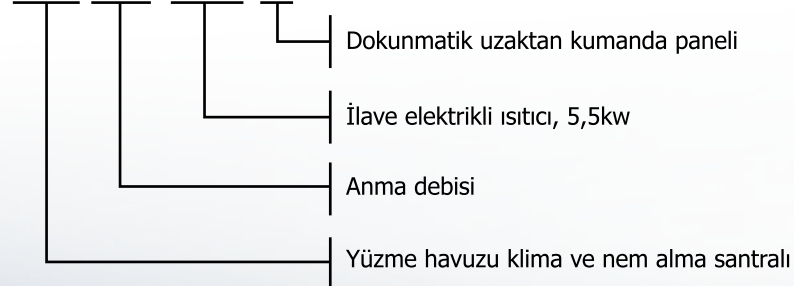 Dokunmatik uzaktan kumanda paneli
İlave elektrikli ısıtıcı, 5,5kw
Anma debisi
Yüzme havuzu klima ve nem alma santralı